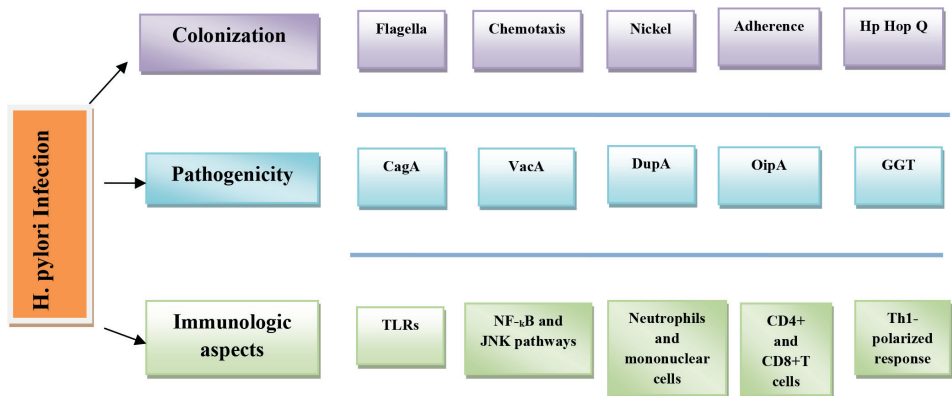 H. pylori Infection
Colonization
Flagella
Chemotaxis
Nickel
Adherence
Hp Hop Q
Pathogenicity
CagA
VacA
DupA
OipA
GGT
Immunologic
aspects
TLRs
NF-kB and
JNK pathways
Neutrophils
and
mononuclear
cells
CD4+
and
CD8+T
cells
Th1-
polarized
response